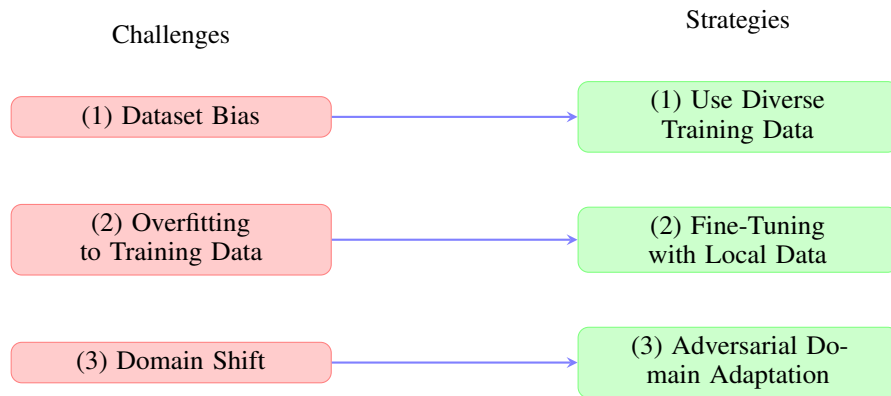 Challenges
Strategies
(1) Dataset Bias
(1) Use Diverse
Training Data
(2) Overfitting
to Training Data
(2) Fine-Tuning
with Local Data
(3) Domain Shift
(3) Adversarial Do-
main Adaptation